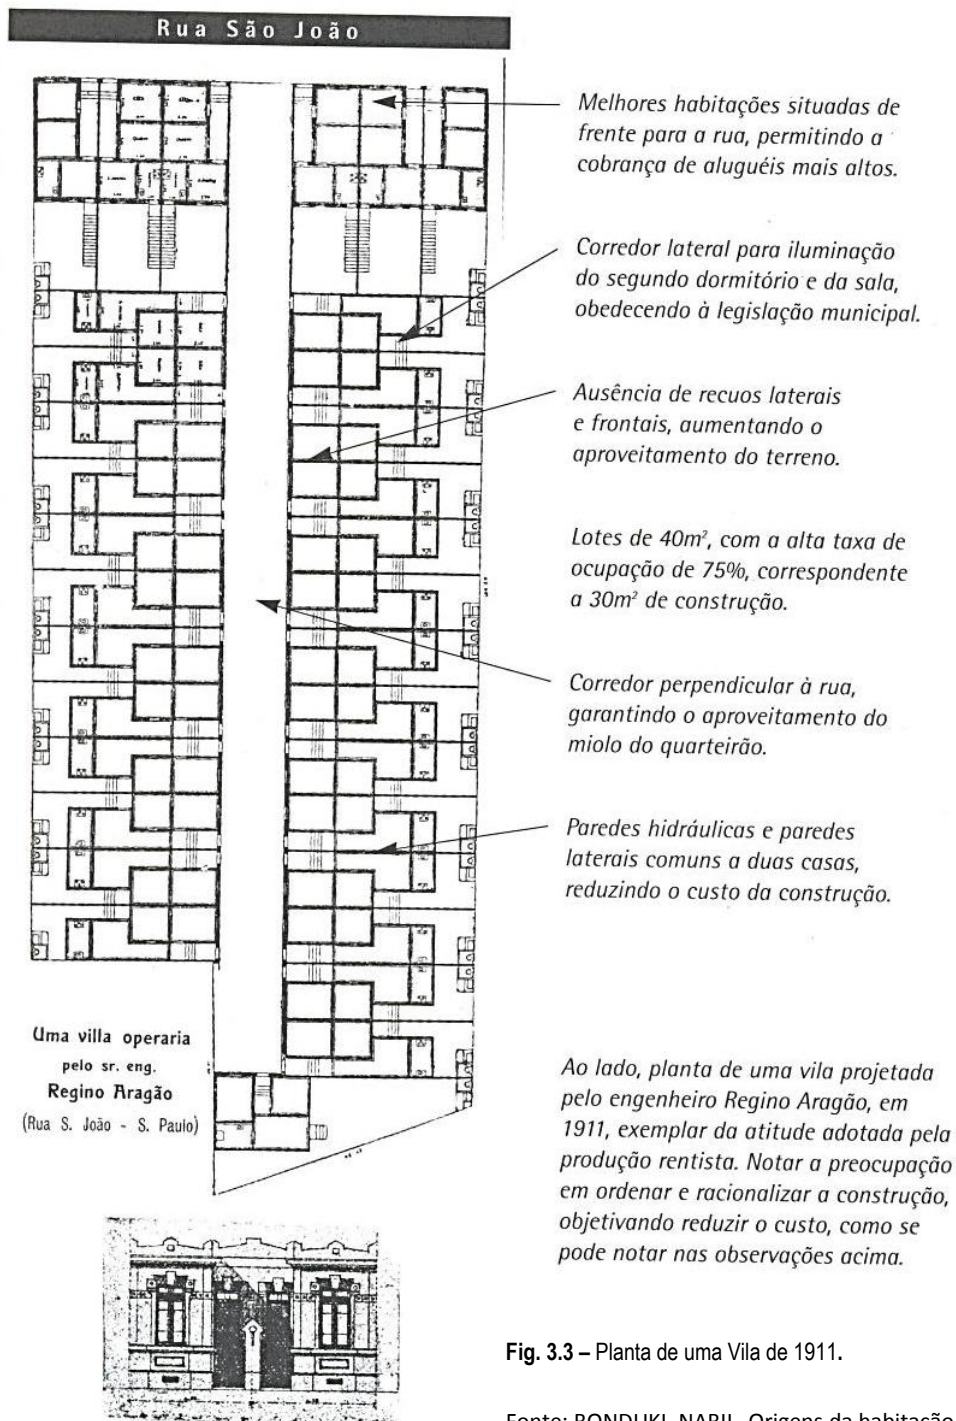 Rua São João
Melhores habitações situadas de
frente para a rua, permitindo a
cobrança de aluguéis mais altos.
Corredor lateral para iluminação
do segundo dormitório e da sala,
obedecendo à legislação municipal.
Ausência de recuos laterais
e frontais, aumentando o
aproveitamento do terreno.
Lotes de 40m², com a alta taxa de
ocupação de 75%, correspondente
a 30m² de construção.
Corredor perpendicular à rua,
garantindo o aproveitamento do
miolo do quarteirão.
Paredes hidráulicas e paredes
laterais comuns a duas casas,
reduzindo o custo da construção.
Uma villa operaria
pelo sr. eng.
Regino Aragão
(Rua S. João - S. Paulo)
Ao lado, planta de uma vila projetada
pelo engenheiro Regino Aragão, em
1911, exemplar da atitude adotada pela
produção rentista. Notar a preocupação
em ordenar e racionalizar a construção,
objetivando reduzir o custo, como se
pode notar nas observações acima.
Fig. 3.3 – Planta de uma Vila de 1911.
Fonte: BONDUKI, NABIL. Origens da habitação